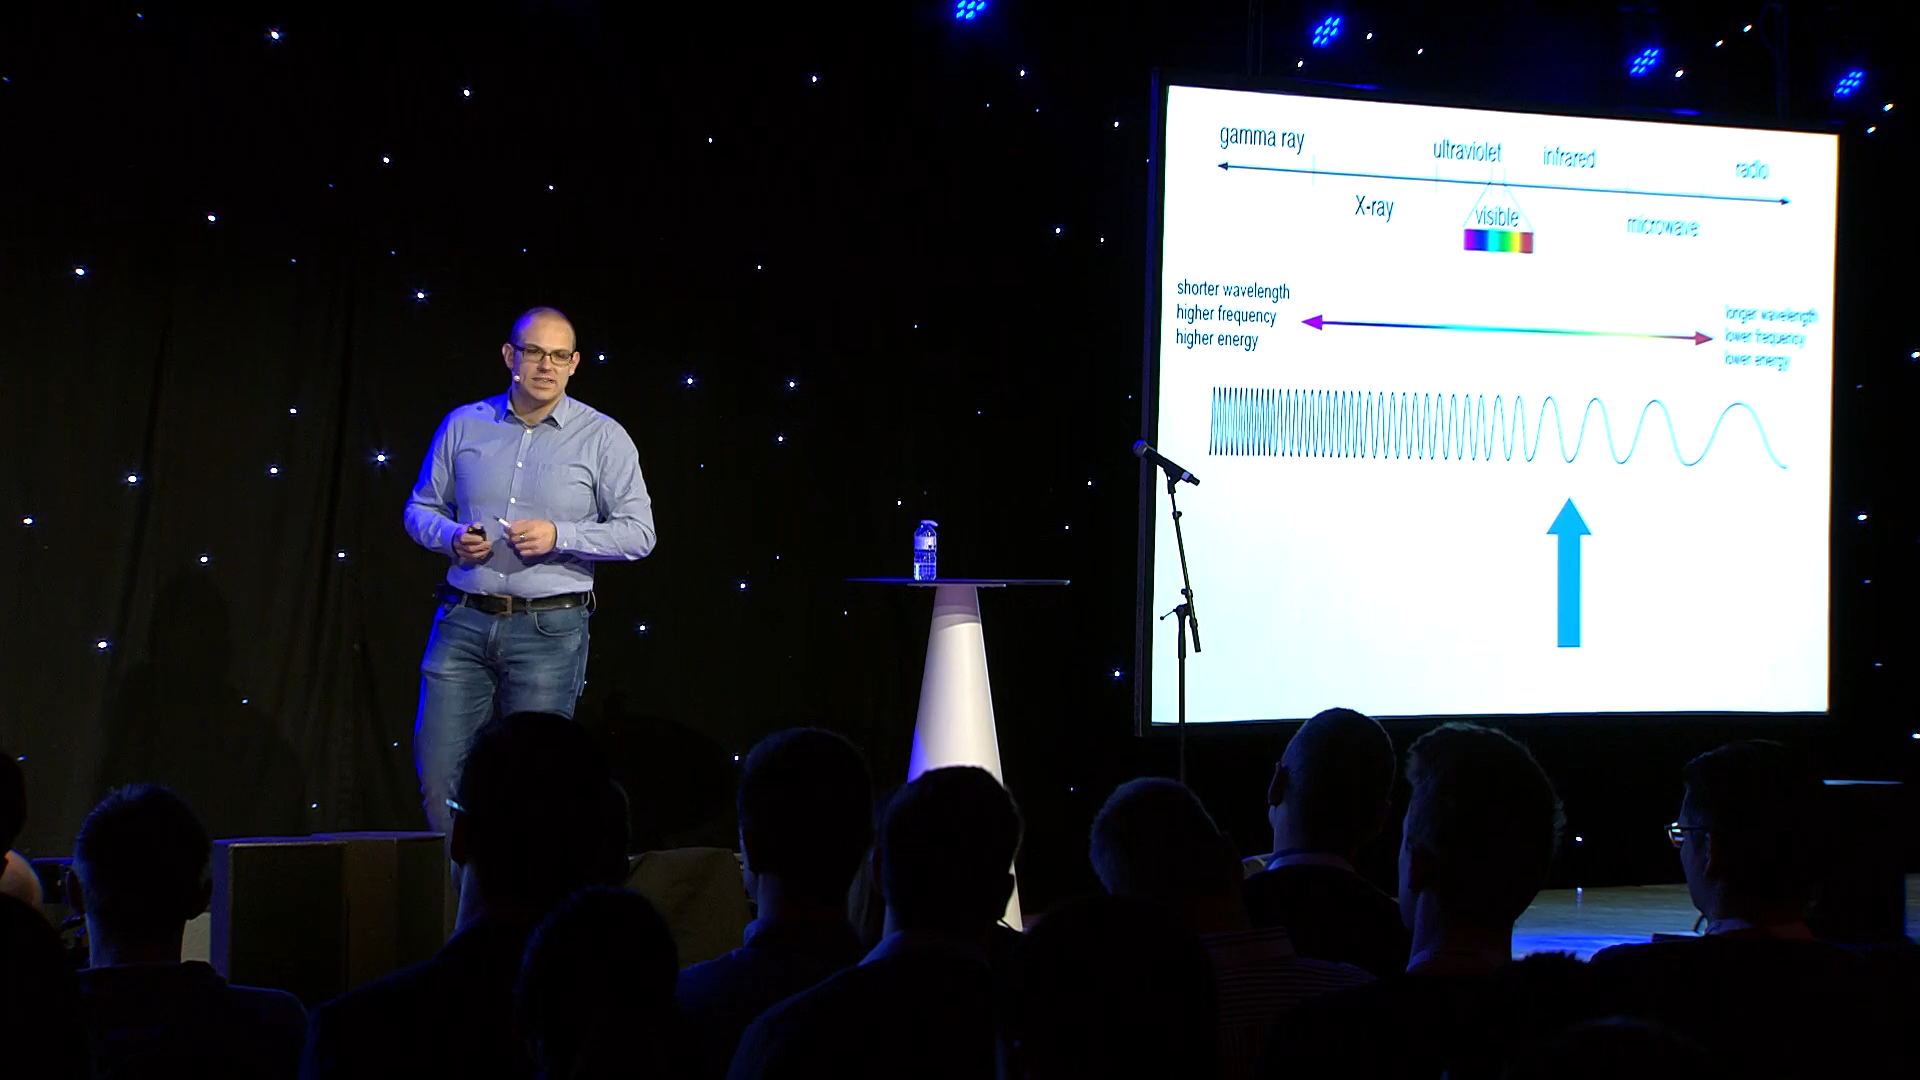 gamma ray
ultraviolet
infrared
radio
X-ray
visible
microwave
shorter wavelength
higher frequency
higher energy
longer wavelength
lower frequency
lower energy